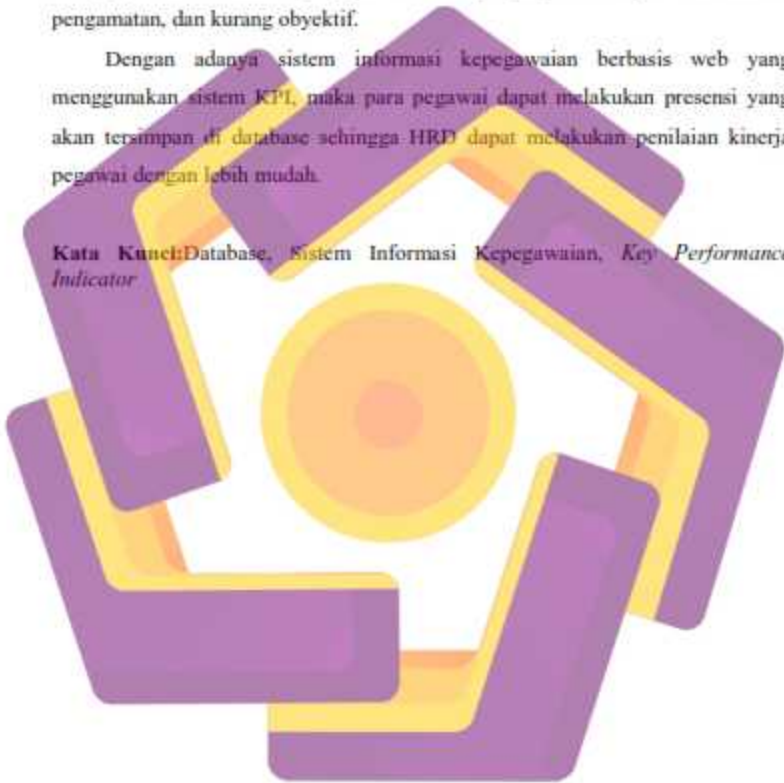 pengamatan, dan kurang obyektif.
Dengan adanya sistem informasi kepegawaian berbasis web yang
menggunakan sistem KPI, maka para pegawai dapat melakukan presensi yang
akan tersimpan di database sehingga HRD dapat melakukan penilaian kinerja
pegawai dengan lebih mudah.
Kata Kunci:Database, Sistem Informasi Kepegawaian, Key Performance
Indicator